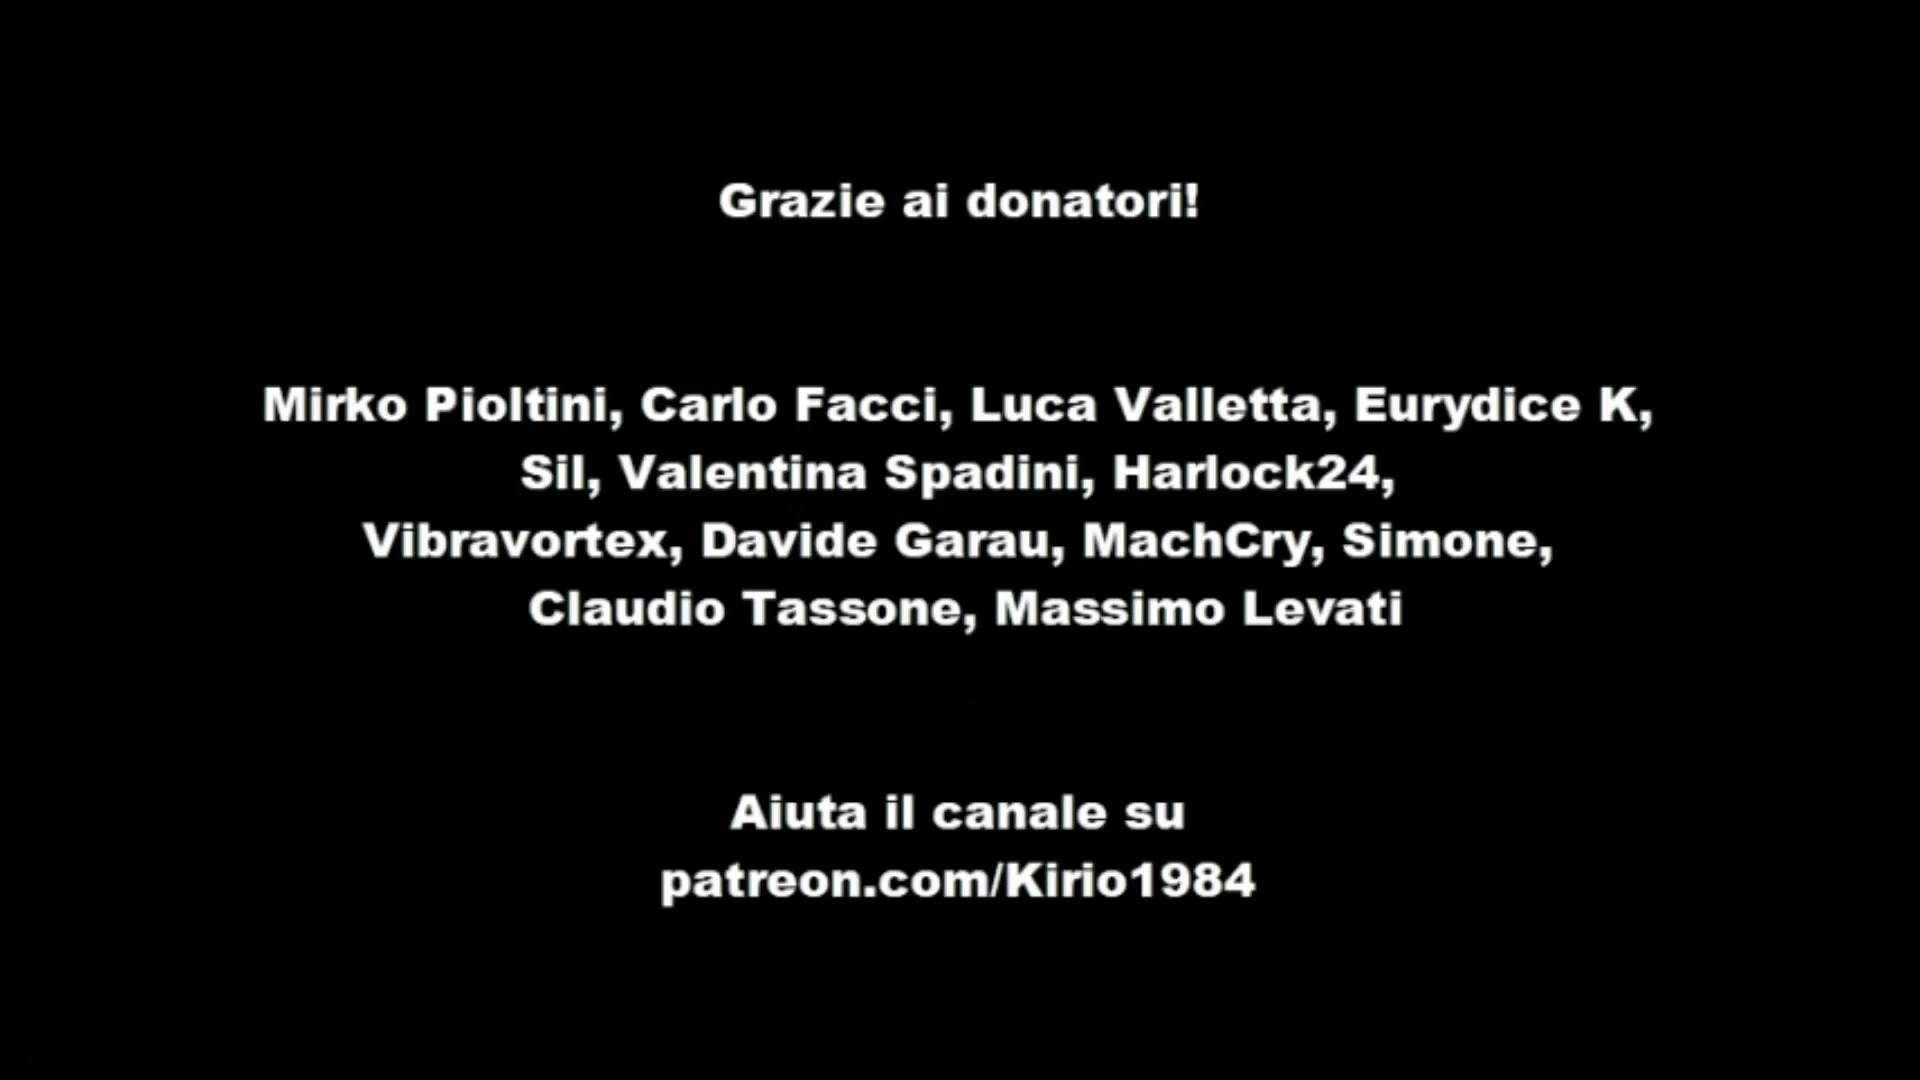 Grazie ai donatori!
Mirko Pioltini, Carlo Facci, Luca Valletta, Eurydice K,
Sil, Valentina Spadini, Harlock24,
Vibravortex, Davide Garau, MachCry, Simone,
Claudio Tassone, Massimo Levati
Aiuta il canale su
patreon.com/Kirio1984